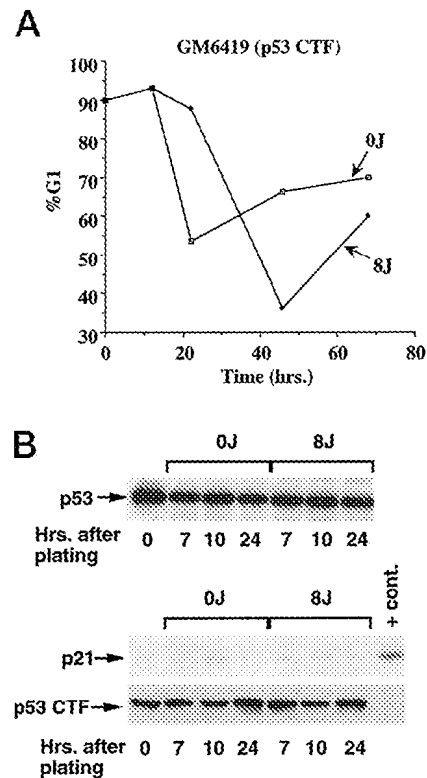 A
GM6419 (p53 CTF)
100
90
80
70
60
50
40
30
%G1
0J
8J
0 20 40 60 80
Time (hrs.)
B
0J 8J
p53
Hrs. after plating 0 7 10 24 7 10 24
0J 8J + cont.
p21
p53 CTF
Hrs. after plating 0 7 10 24 7 10 24